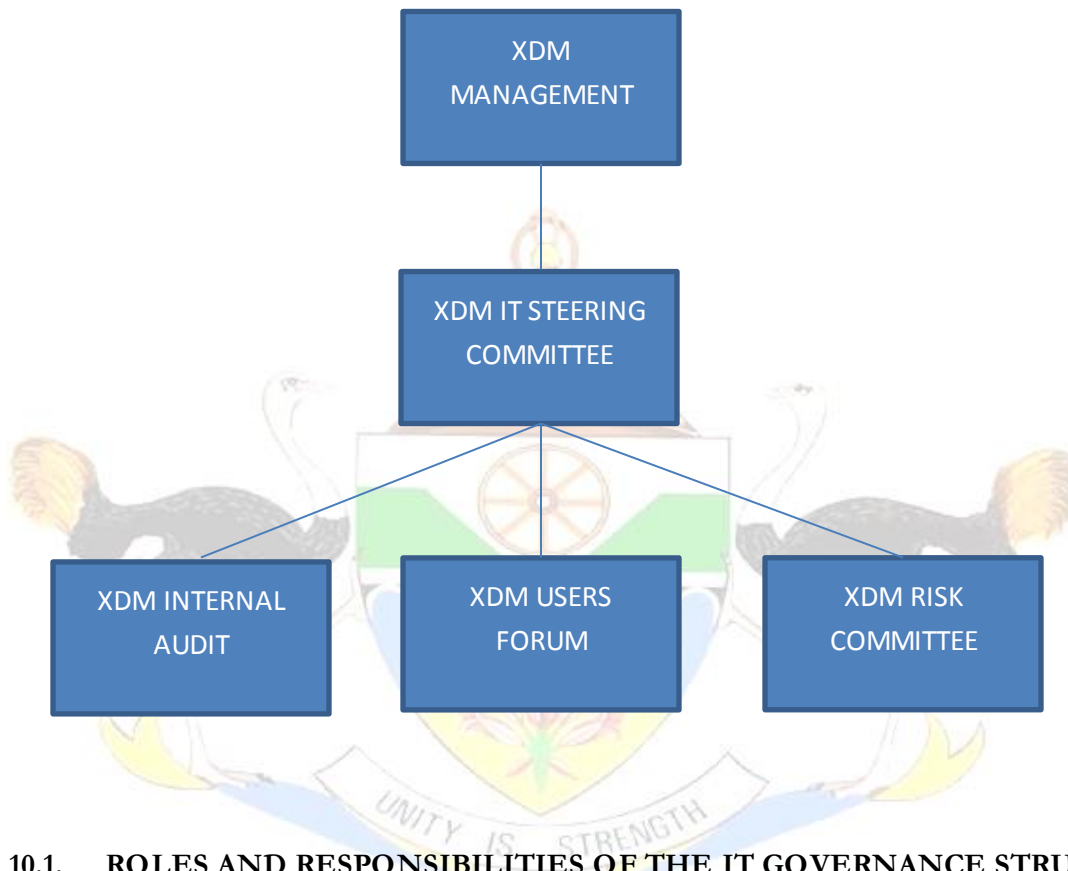 XDM
MANAGEMENT
XDM IT STEERING
COMMITTEE
XDM INTERNAL
AUDIT
XDM USERS
FORUM
XDM RISK
COMMITTEE
UNITY IS STRENGTH
10.1. ROLES AND RESPONSIBILITIES OF THE IT GOVERNANCE STRU